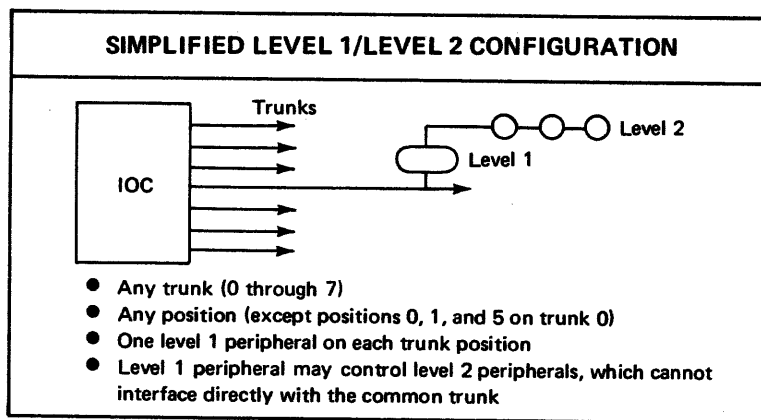 SIMPLIFIED LEVEL 1/LEVEL 2 CONFIGURATION
Trunks
Level 2
Level 1
IOC
● Any trunk (0 through 7)
● Any position (except positions 0, 1, and 5 on trunk 0)
● One level 1 peripheral on each trunk position
● Level 1 peripheral may control level 2 peripherals, which cannot
interface directly with the common trunk